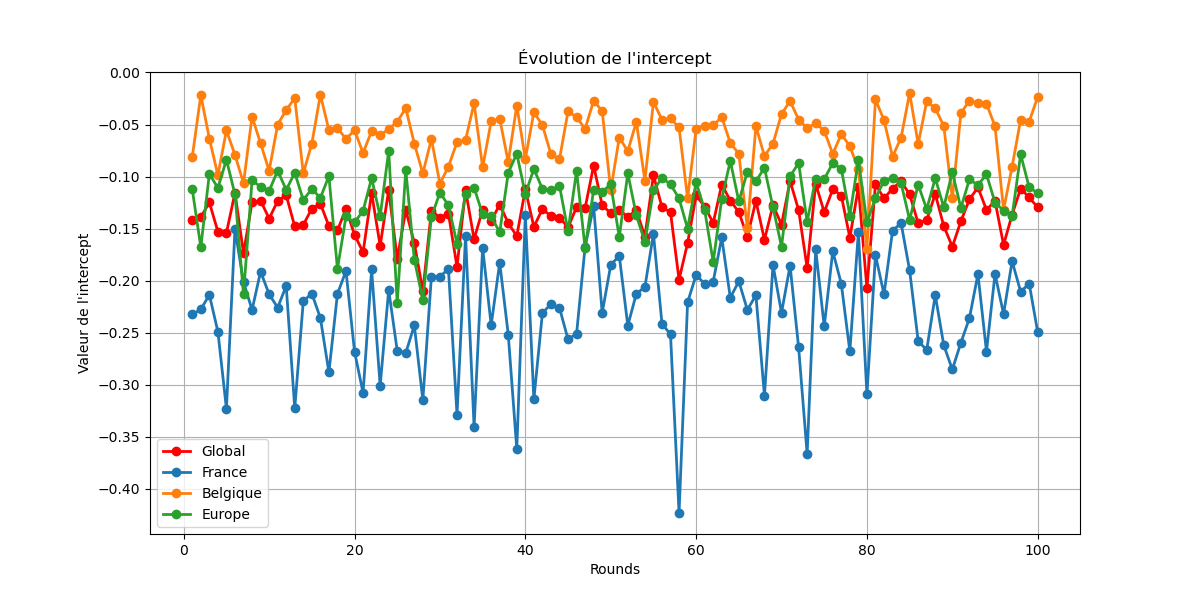 Évolution de l'intercept
0.00
−0.05
−0.10
−0.15
−0.20
−0.25
−0.30
−0.35
−0.40
Valeur de l'intercept
Global
France
Belgique
Europe
0 20 40 60 80 100
Rounds